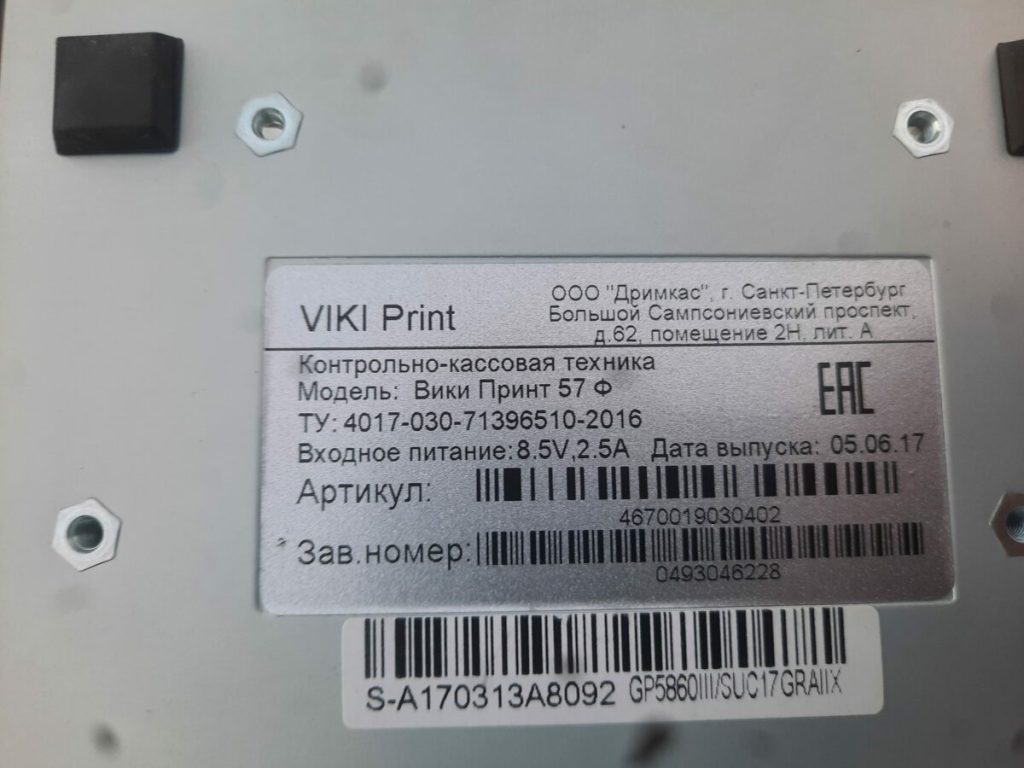 VIKI Print
ООО "Дримкас", г. Санкт-Петербург
Большой Сампсониевский проспект,
д.62, помещение 2Н, лит. А
Контрольно-кассовая техника
Модель: Вики Принт 57 Ф
EAC
ТУ: 4017-030-71396510-2016
Входное питание:8.5V,2.5A Дата выпуска: 05.06.17
Артикул:
4670019030402
Зав.номер:
0493046228
S-A170313A8092 GP5860III/SUC17GRAIIX